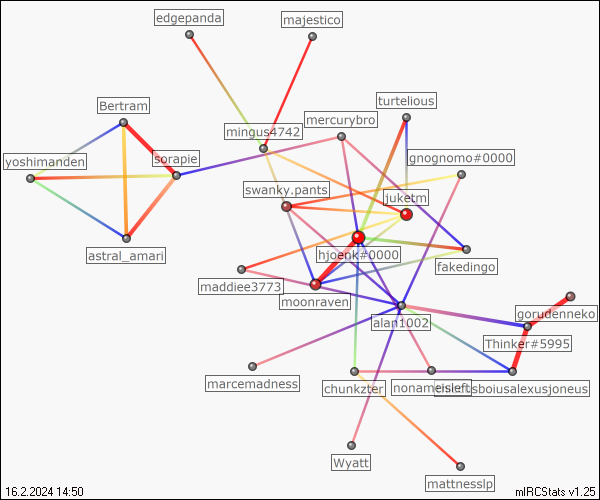 edgepanda
majestico
Bertram
turtelious
mercurybro
mingus4742
yoshimanden
sorapie
gnognomo#0000
swanky.pants
juketm
astral_amari
hjoenk#0000
fakedingo
maddiee3773
moonraven
gorudenneko
alan1002
Thinker#5995
marcemadness
chunkzter
nonameisleft
sboiusalexusjoneus
Wyatt
mattnesslp
16.2.2024 14:50
mIRCStats v1.25